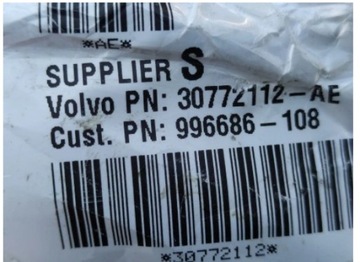 *AE*
SUPPLIER S
Volvo PN: 30772112-AE
Cust. PN: 996686-108
*30772112*